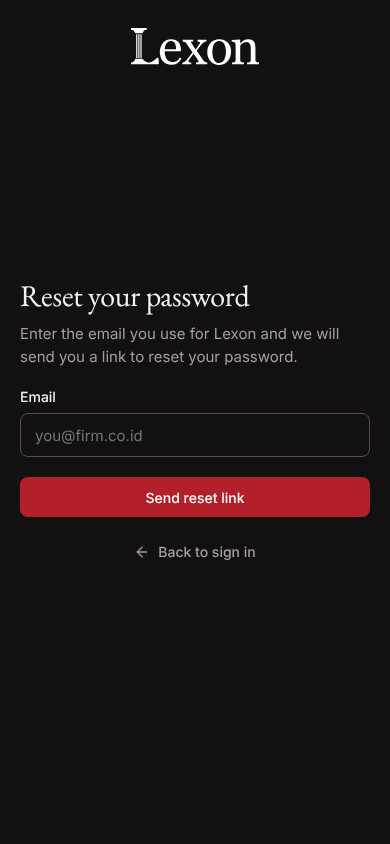 Lexon
Reset your password
Enter the email you use for Lexon and we will
send you a link to reset your password.
Email
you@firm.co.id
Send reset link
← Back to sign in